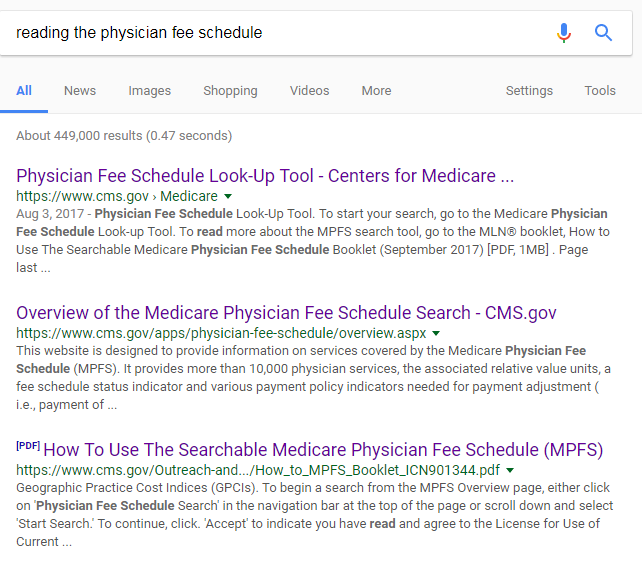 reading the physician fee schedule
All News Images Shopping Videos More Settings Tools
About 449,000 results (0.47 seconds)
Physician Fee Schedule Look-Up Tool - Centers for Medicare ...
https://www.cms.gov › Medicare
Aug 3, 2017 - Physician Fee Schedule Look-Up Tool. To start your search, go to the Medicare Physician
Fee Schedule Look-up Tool. To read more about the MPFS search tool, go to the MLN® booklet, How to
Use The Searchable Medicare Physician Fee Schedule Booklet (September 2017) [PDF, 1MB] . Page
last ...
Overview of the Medicare Physician Fee Schedule Search - CMS.gov
https://www.cms.gov/apps/physician-fee-schedule/overview.aspx
This website is designed to provide information on services covered by the Medicare Physician Fee
Schedule (MPFS). It provides more than 10,000 physician services, the associated relative value units, a
fee schedule status indicator and various payment policy indicators needed for payment adjustment (
i.e., payment of ...
[PDF] How To Use The Searchable Medicare Physician Fee Schedule (MPFS)
https://www.cms.gov/Outreach-and.../How_to_MPFS_Booklet_ICN901344.pdf
Geographic Practice Cost Indices (GPCIs). To begin a search from the MPFS Overview page, either click
on 'Physician Fee Schedule Search' in the navigation bar at the top of the page or scroll down and select
'Start Search.' To continue, click. 'Accept' to indicate you have read and agree to the License for Use of
Current ...